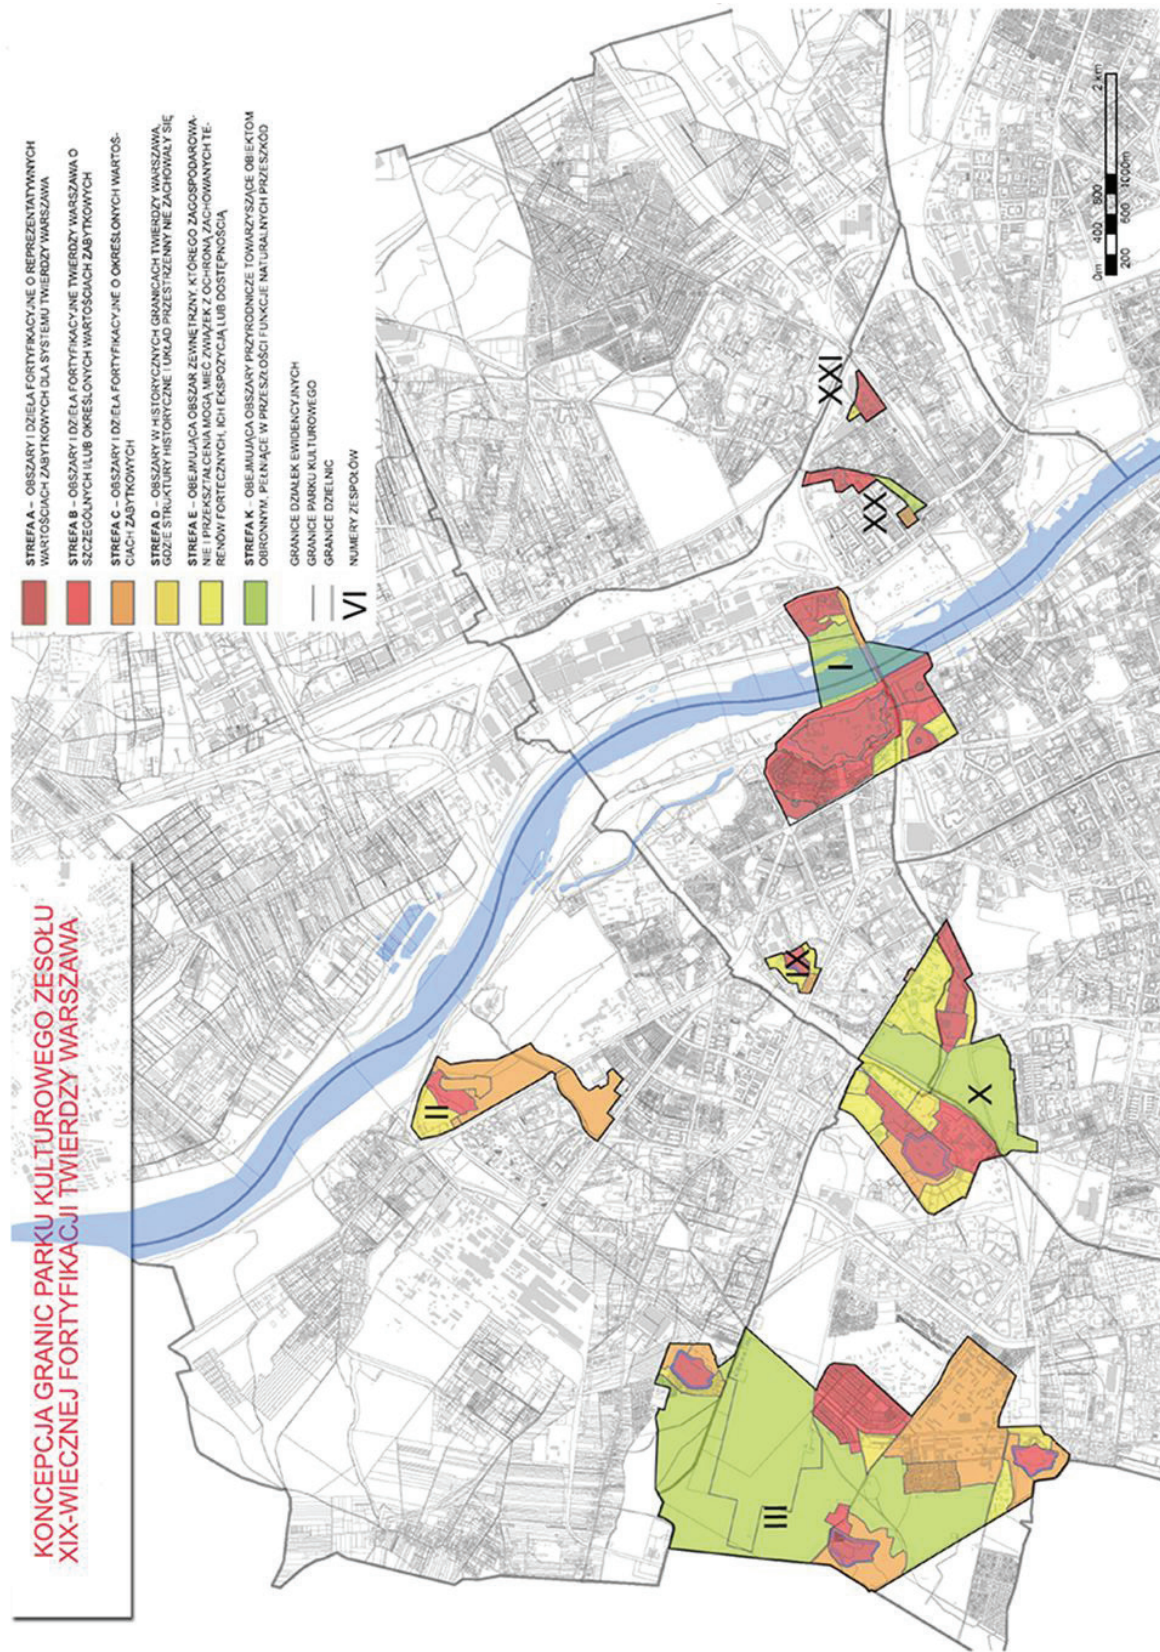 KONCEPCJA GRANIC PARKU KULTUROWEGO ZESOŁU
XIX-WIECZNEJ FORTYFIKACJI TWIERDZY WARSZAWA
STREFA A – OBSZARY I DZIEŁA FORTYFIKACYJNE O REPREZENTATYWNYCH
WARTOŚCIACH ZABYTKOWYCH DLA SYSTEMU TWIERDZY WARSZAWA
STREFA B – OBSZARY I DZIEŁA FORTYFIKACYJNE TWIERDZY WARSZAWA O
SZCZEGÓLNYCH I/LUB OKREŚLONYCH WARTOŚCIACH ZABYTKOWYCH
STREFA C – OBSZARY I DZIEŁA FORTYFIKACYJNE O OKREŚLONYCH WARTOŚ-
CIACH ZABYTKOWYCH
STREFA D – OBSZARY W HISTORYCZNYCH GRANICACH TWIERDZY WARSZAWA,
GDZIE STRUKTURY HISTORYCZNE I UKŁAD PRZESTRZENNY NIE ZACHOWAŁY SIĘ
STREFA E – OBEJMUJĄCA OBSZAR ZEWNĘTRZNY, KTÓREGO ZAGOSPODAROWA-
NIE I PRZEKSZTAŁCENIA MOGĄ MIEĆ ZWIĄZEK Z OCHRONĄ ZACHOWANYCH TE-
RENÓW FORTECZNYCH, ICH EKSPOZYCJĄ LUB DOSTĘPNOŚCIĄ
STREFA K – OBEJMUJĄCA OBSZARY PRZYRODNICZE TOWARZYSZĄCE OBIEKTOM
OBRONNYM, PEŁNIĄCE W PRZESZŁOŚCI FUNKCJE NATURALNYCH PRZESZKÓD
GRANICE DZIAŁEK EWIDENCYJNYCH
GRANICE PARKU KULTUROWEGO
GRANICE DZIELNIC
VI NUMERY ZESPOŁÓW
II
I
XX
XXI
IX
X
III
0m 400 800 2 km
200 600 1000m